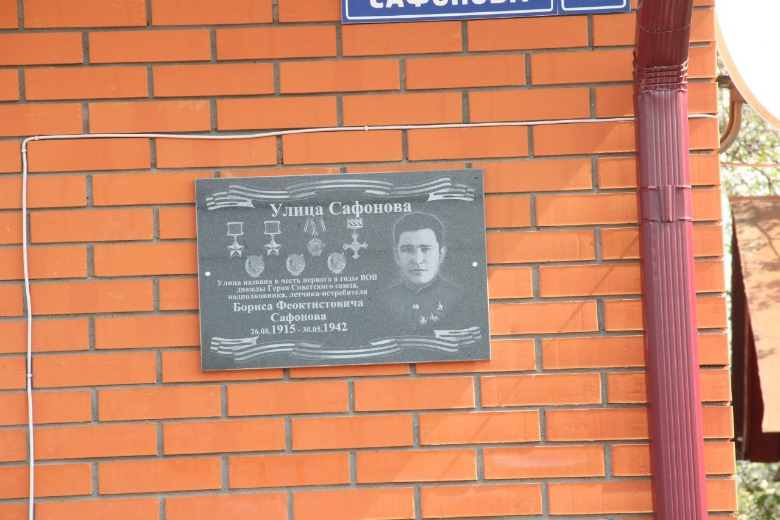 САФОНОВА
Улица Сафонова
Улица названа в честь первого в годы ВОВ
дважды Героя Советского союза,
подполковника, летчика-истребителя
Бориса Феоктистовича
Сафонова
26.08.1915 - 30.05.1942